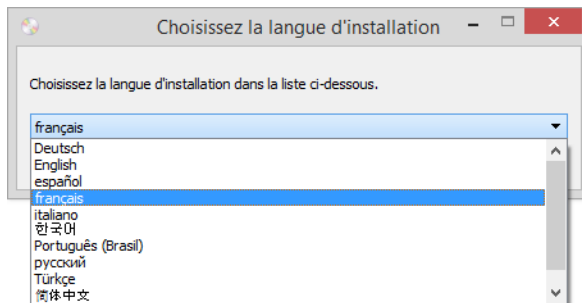 Choisissez la langue d'installation
Choisissez la langue d'installation dans la liste ci-dessous.
français
Deutsch
English
español
français
italiano
한국어
Português (Brasil)
русский
Türkçe
简体中文